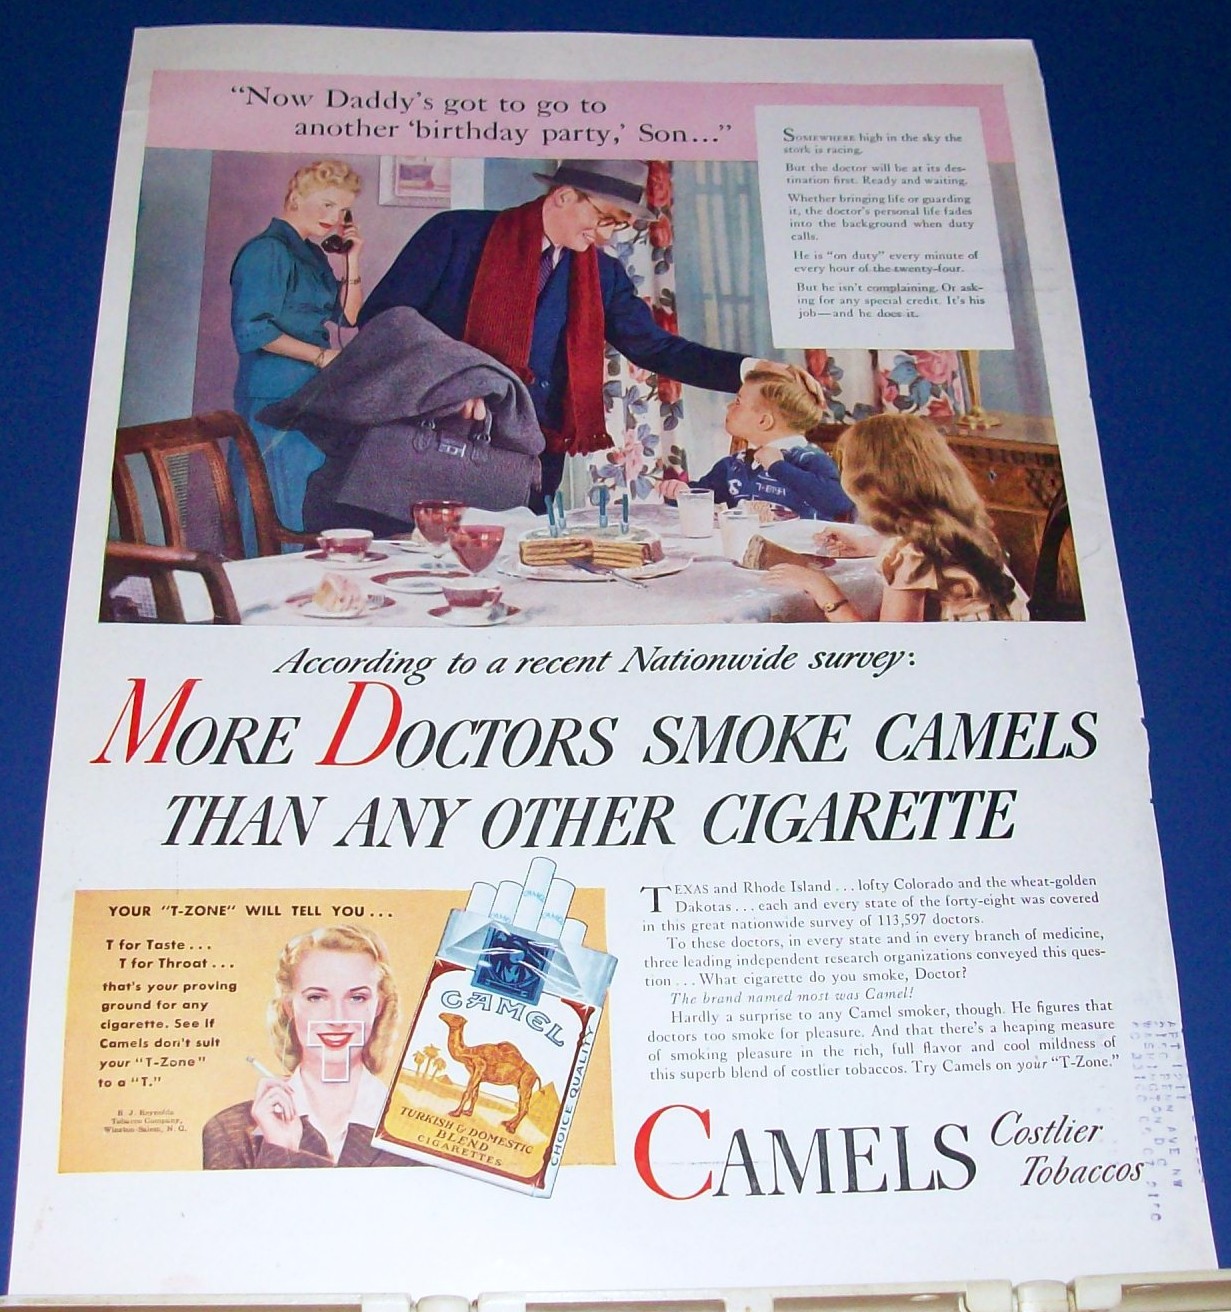 “Now Daddy’s got to go to
another ‘birthday party,’ Son...”
SOMEWHERE high in the sky the
stork is racing.
But the doctor will be at its des-
tination first. Ready and waiting.
Whether bringing life or guarding
it, the doctor's personal life fades
into the background when duty
calls.
He is "on duty" every minute of
every hour of the twenty-four.
But he isn't complaining. Or ask-
ing for any special credit. It's his
job—and he does it.
According to a recent Nationwide survey:
MORE DOCTORS SMOKE CAMELS
THAN ANY OTHER CIGARETTE
YOUR "T-ZONE" WILL TELL YOU...
T for Taste...
T for Throat...
that's your proving
ground for any
cigarette. See if
Camels don't suit
your "T-Zone"
to a "T."
R. J. Reynolds
Tobacco Company,
Winston-Salem, N. C.
CAMEL
TURKISH & DOMESTIC
BLEND
CIGARETTES
CHOICE QUALITY
TEXAS and Rhode Island...lofty Colorado and the wheat-golden
Dakotas...each and every state of the forty-eight was covered
in this great nationwide survey of 113,597 doctors.
To these doctors, in every state and in every branch of medicine,
three leading independent research organizations conveyed this ques-
tion...What cigarette do you smoke, Doctor?
The brand named most was Camel!
Hardly a surprise to any Camel smoker, though. He figures that
doctors too smoke for pleasure. And that there's a heaping measure
of smoking pleasure in the rich, full flavor and cool mildness of
this superb blend of costlier tobaccos. Try Camels on your "T-Zone."
CAMELS Costlier
Tobaccos
PENN AVE NW
WASHINGTON D C